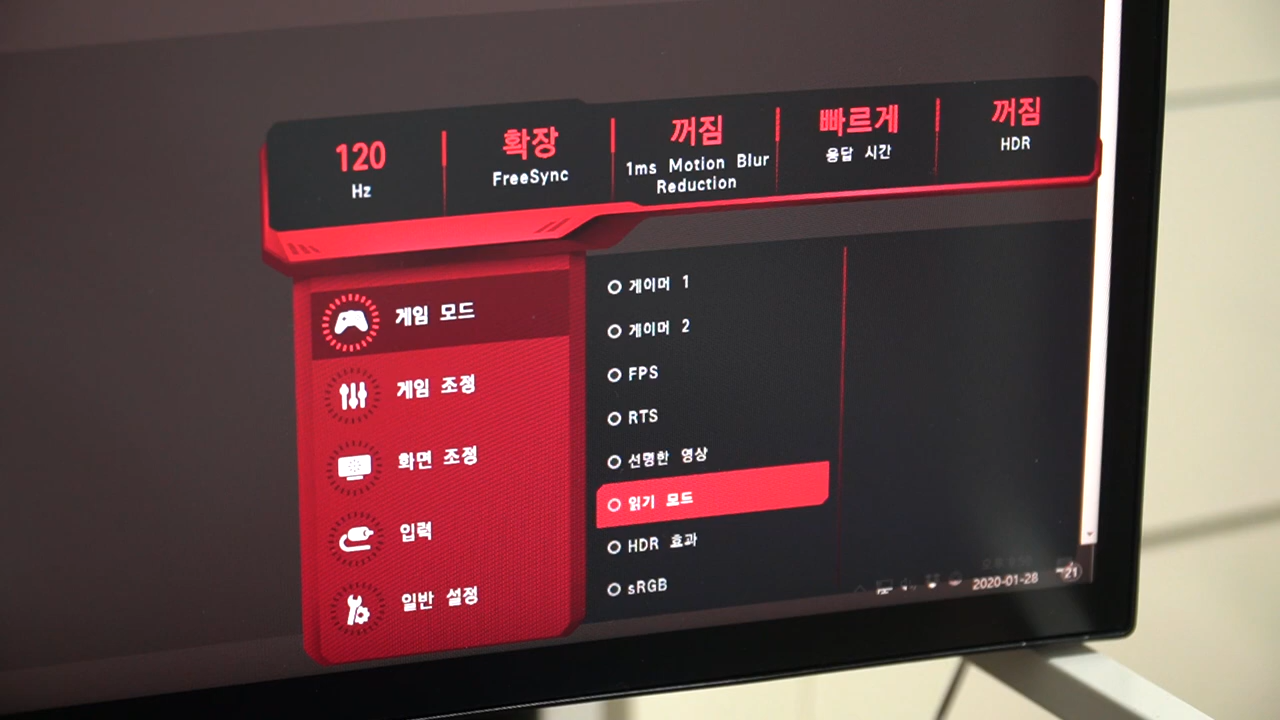 120
Hz
확장
FreeSync
꺼짐
1ms Motion Blur
Reduction
빠르게
응답 시간
꺼짐
HDR
게임 모드
게임 조정
화면 조정
입력
일반 설정
게이머 1
게이머 2
FPS
RTS
선명한 영상
읽기 모드
HDR 효과
sRGB
2020-01-28
21